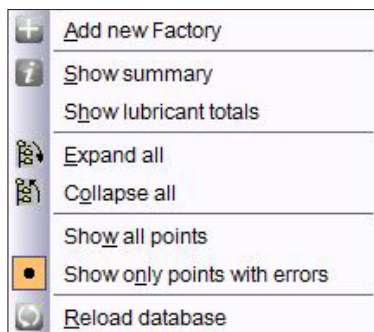 Add new Factory
Show summary
Show lubricant totals
Expand all
Collapse all
Show all points
Show only points with errors
Reload database